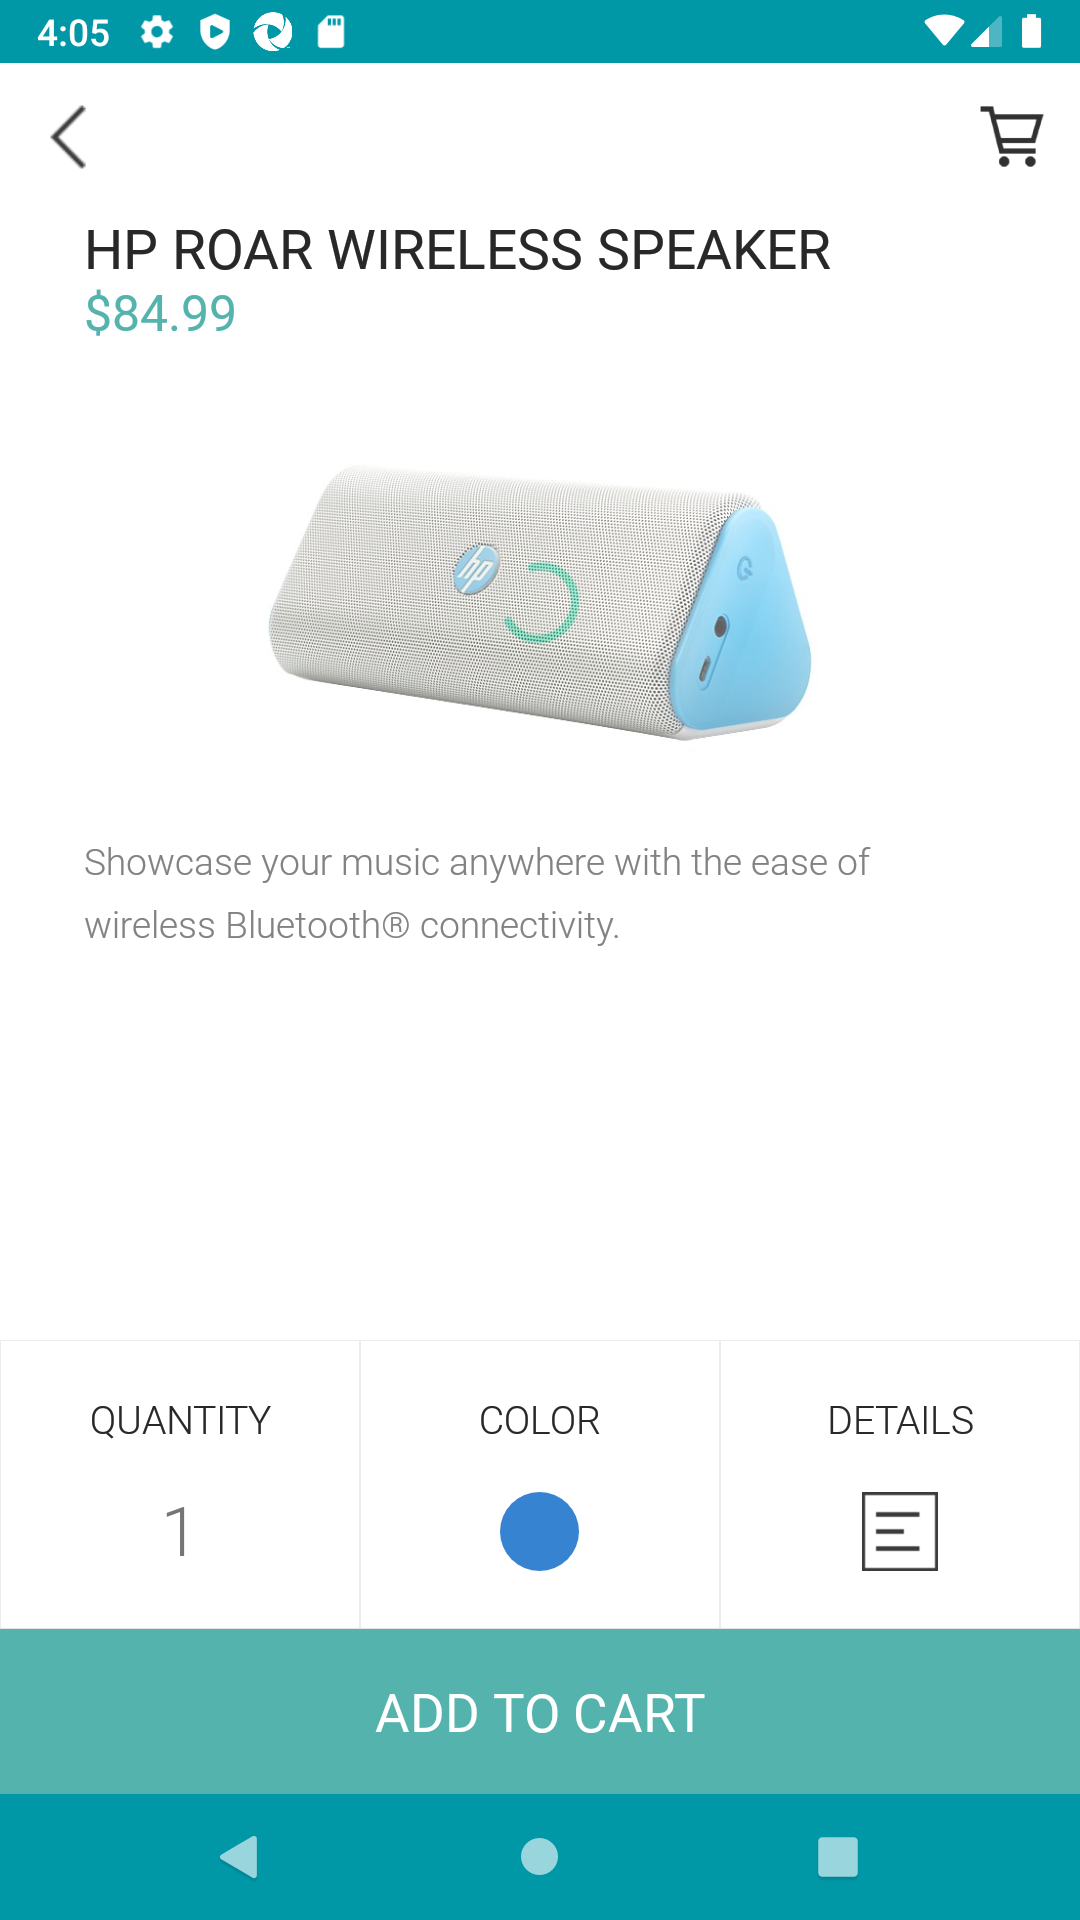 4:05
HP ROAR WIRELESS SPEAKER
$84.99
hp
Showcase your music anywhere with the ease of
wireless Bluetooth® connectivity.
QUANTITY COLOR DETAILS
1
ADD TO CART